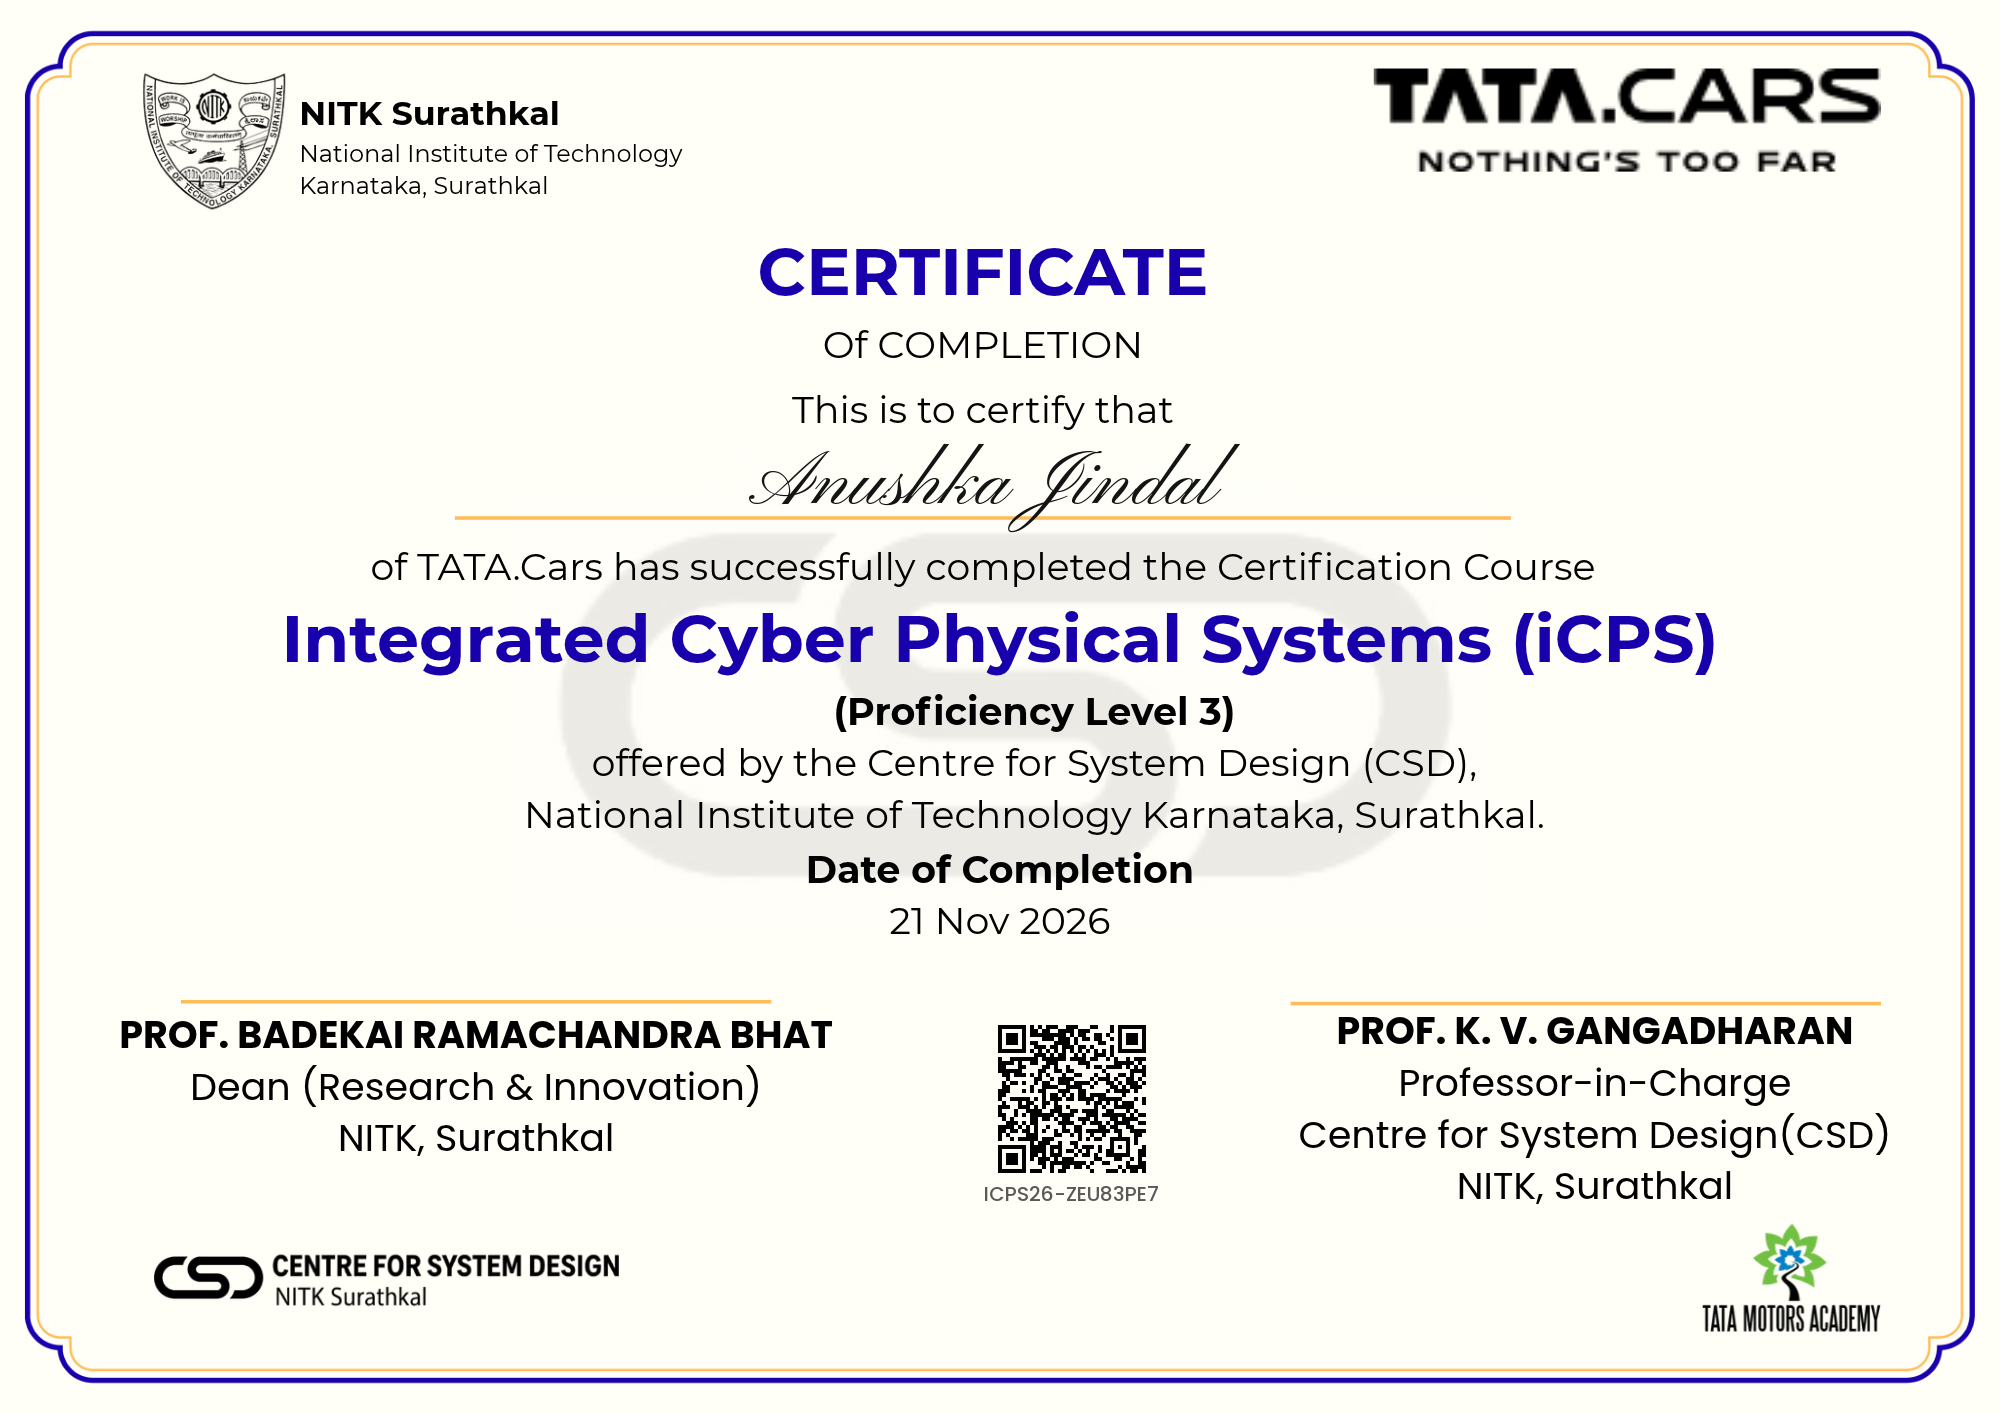 NITK Surathkal
National Institute of Technology
Karnataka, Surathkal
TATA.CARS
NOTHING'S TOO FAR
CERTIFICATE
Of COMPLETION
This is to certify that
Anushka Jindal
of TATA.Cars has successfully completed the Certification Course
Integrated Cyber Physical Systems (iCPS)
(Proficiency Level 3)
offered by the Centre for System Design (CSD),
National Institute of Technology Karnataka, Surathkal.
Date of Completion
21 Nov 2026
PROF. BADEKAI RAMACHANDRA BHAT
Dean (Research & Innovation)
NITK, Surathkal
ICPS26-ZEU83PE7
PROF. K. V. GANGADHARAN
Professor-in-Charge
Centre for System Design(CSD)
NITK, Surathkal
CSD CENTRE FOR SYSTEM DESIGN
NITK Surathkal
TATA MOTORS ACADEMY